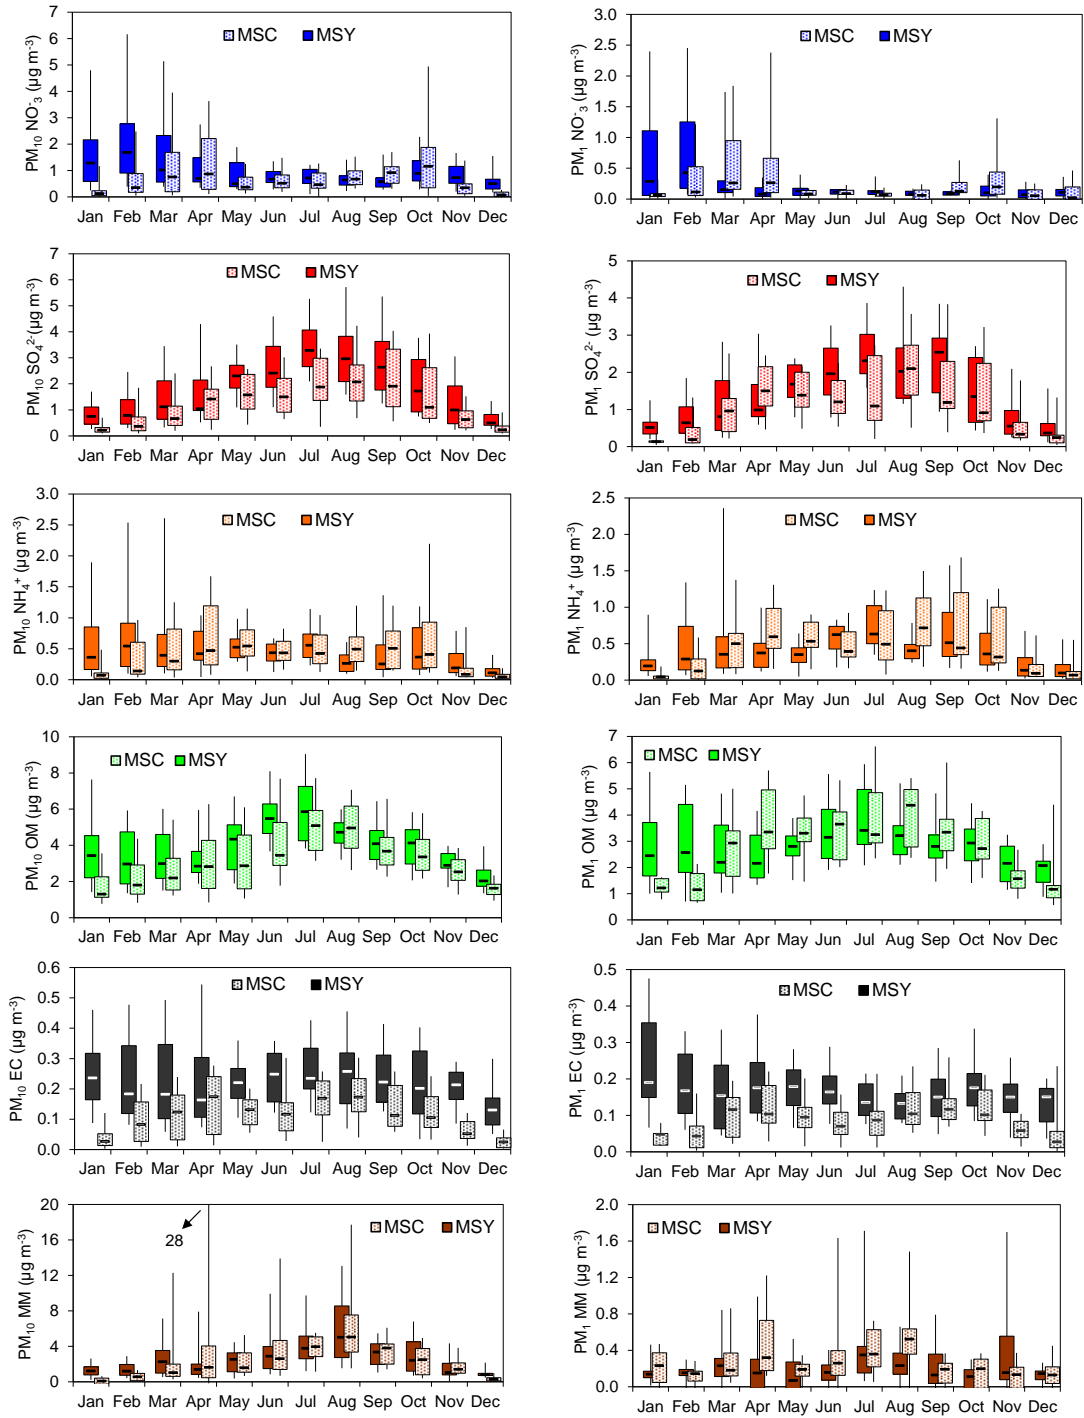 PM₁₀ NO⁻₃ (µg m⁻³)
7
6
5
4
3
2
1
0
MSC MSY
Jan Feb Mar Apr May Jun Jul Aug Sep Oct Nov Dec
PM₁ NO⁻₃ (µg m⁻³)
3.0
2.5
2.0
1.5
1.0
0.5
0.0
MSC MSY
Jan Feb Mar Apr May Jun Jul Aug Sep Oct Nov Dec
PM₁₀ SO₄²⁻(µg m⁻³)
7
6
5
4
3
2
1
0
MSC MSY
Jan Feb Mar Apr May Jun Jul Aug Sep Oct Nov Dec
PM₁ SO₄²⁻ (µg m⁻³)
5
4
3
2
1
0
MSC MSY
Jan Feb Mar Apr May Jun Jul Aug Sep Oct Nov Dec
PM₁₀ NH₄⁺ (µg m⁻³)
3.0
2.5
2.0
1.5
1.0
0.5
0.0
MSC MSY
Jan Feb Mar Apr May Jun Jul Aug Sep Oct Nov Dec
PM₁ NH₄⁺ (µg m⁻³)
2.5
2.0
1.5
1.0
0.5
0.0
MSC MSY
Jan Feb Mar Apr May Jun Jul Aug Sep Oct Nov Dec
PM₁₀ OM (µg m⁻³)
10
8
6
4
2
0
MSC MSY
Jan Feb Mar Apr May Jun Jul Aug Sep Oct Nov Dec
PM₁ OM (µg m⁻³)
7
6
5
4
3
2
1
0
MSC MSY
Jan Feb Mar Apr May Jun Jul Aug Sep Oct Nov Dec
PM₁₀ EC (µg m⁻³)
0.6
0.5
0.4
0.3
0.2
0.1
0.0
MSC MSY
Jan Feb Mar Apr May Jun Jul Aug Sep Oct Nov Dec
PM₁ EC (µg m⁻³)
0.5
0.4
0.3
0.2
0.1
0.0
MSC MSY
Jan Feb Mar Apr May Jun Jul Aug Sep Oct Nov Dec
PM₁₀ MM (µg m⁻³)
20
16
12
8
4
0
28
MSC MSY
Jan Feb Mar Apr May Jun Jul Aug Sep Oct Nov Dec
PM₁ MM (µg m⁻³)
2.0
1.6
1.2
0.8
0.4
0.0
MSC MSY
Jan Feb Mar Apr May Jun Jul Aug Sep Oct Nov Dec